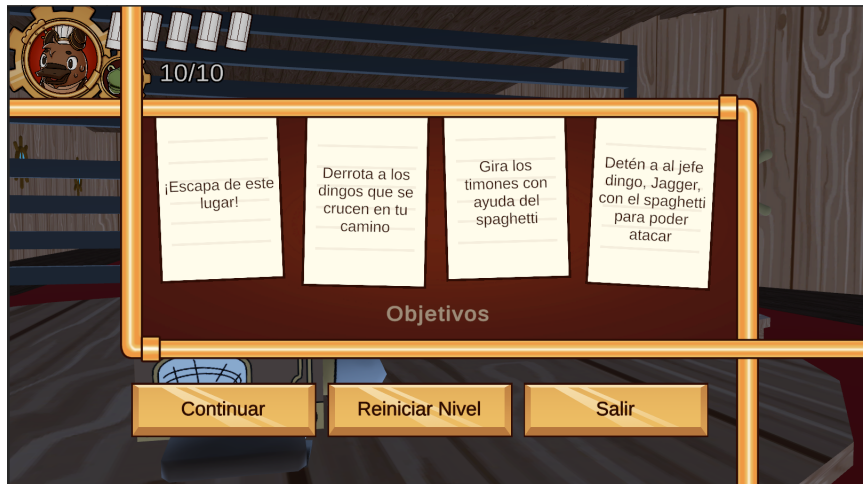 10/10
¡Escapa de este
lugar!
Derrota a los
dingos que se
crucen en tu
camino
Gira los
timones con
ayuda del
spaghetti
Detén a al jefe
dingo, Jagger,
con el spaghetti
para poder
atacar
Objetivos
Continuar
Reiniciar Nivel
Salir